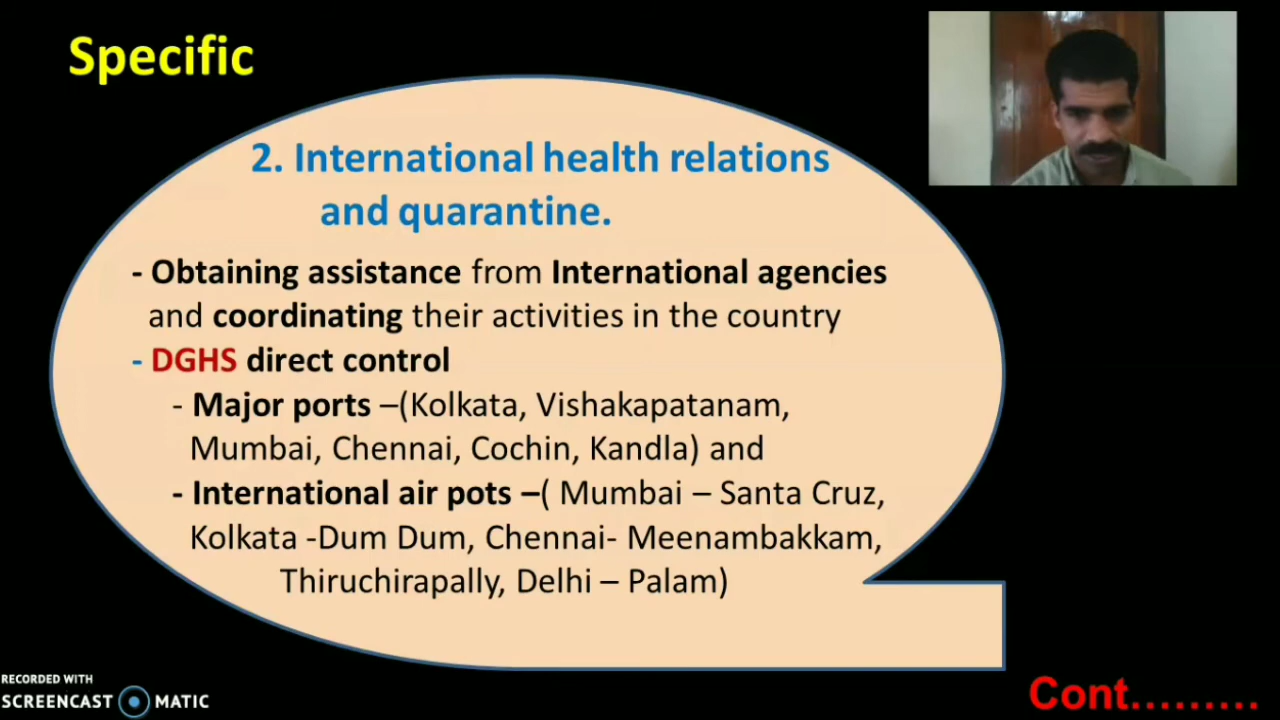 Specific
2. International health relations
and quarantine.
- Obtaining assistance from International agencies
and coordinating their activities in the country
- DGHS direct control
- Major ports –(Kolkata, Vishakapatanam,
Mumbai, Chennai, Cochin, Kandla) and
- International air pots –( Mumbai – Santa Cruz,
Kolkata -Dum Dum, Chennai- Meenambakkam,
Thiruchirapally, Delhi – Palam)
RECORDED WITH
SCREENCAST MATIC
Cont.........